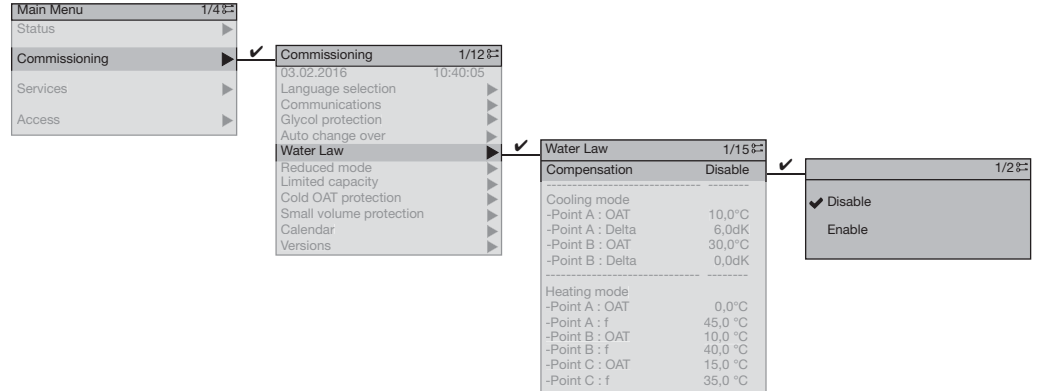 Main Menu 1/4
Status
Commissioning
Services
Access
Commissioning 1/12
03.02.2016 10:40:05
Language selection
Communications
Glycol protection
Auto change over
Water Law
Reduced mode
Limited capacity
Cold OAT protection
Small volume protection
Calendar
Versions
Water Law 1/15
Compensation Disable
------------------------------- --------
Cooling mode
-Point A : OAT 10,0°C
-Point A : Delta 6,0dK
-Point B : OAT 30,0°C
-Point B : Delta 0,0dK
------------------------------- --------
Heating mode
-Point A : OAT 0,0°C
-Point A : f 45,0 °C
-Point B : OAT 10,0 °C
-Point B : f 40,0 °C
-Point C : OAT 15,0 °C
-Point C : f 35,0 °C
1/2
✔ Disable
Enable